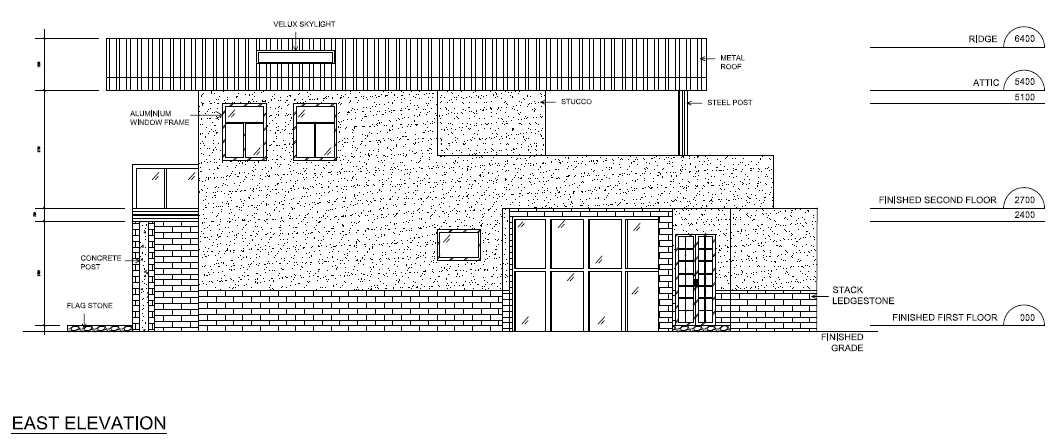 VELUX SKYLIGHT
RIDGE 6400
METAL
ROOF
ATTIC 5400
5100
STUCCO
STEEL POST
ALUMINIUM
WINDOW FRAME
FINISHED SECOND FLOOR 2700
2400
CONCRETE
POST
STACK
LEDGESTONE
FLAG STONE
FINISHED FIRST FLOOR 000
FINISHED
GRADE
EAST ELEVATION